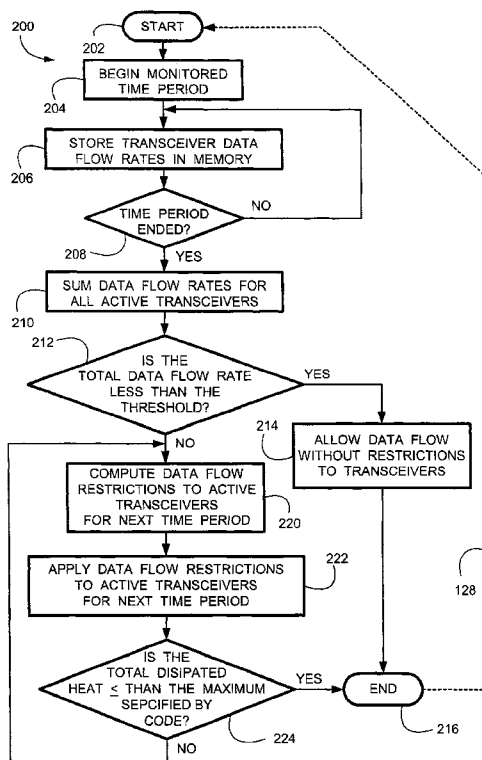 200
202
START
204
BEGIN MONITORED
TIME PERIOD
206
STORE TRANSCEIVER DATA
FLOW RATES IN MEMORY
TIME PERIOD
ENDED?
NO
208
YES
210
SUM DATA FLOW RATES FOR
ALL ACTIVE TRANSCEIVERS
212
IS THE
TOTAL DATA FLOW RATE
LESS THAN THE
THRESHOLD?
YES
NO
214
ALLOW DATA FLOW
WITHOUT RESTRICTIONS
TO TRANSCEIVERS
COMPUTE DATA FLOW
RESTRICTIONS TO ACTIVE
TRANSCEIVERS
FOR NEXT TIME PERIOD
220
APPLY DATA FLOW RESTRICTIONS
TO ACTIVE TRANSCEIVERS
FOR NEXT TIME PERIOD
222
128
IS THE
TOTAL DISIPATED
HEAT ≤ THAN THE MAXIMUM
SEPCIFIED BY
CODE?
YES
END
216
224
NO